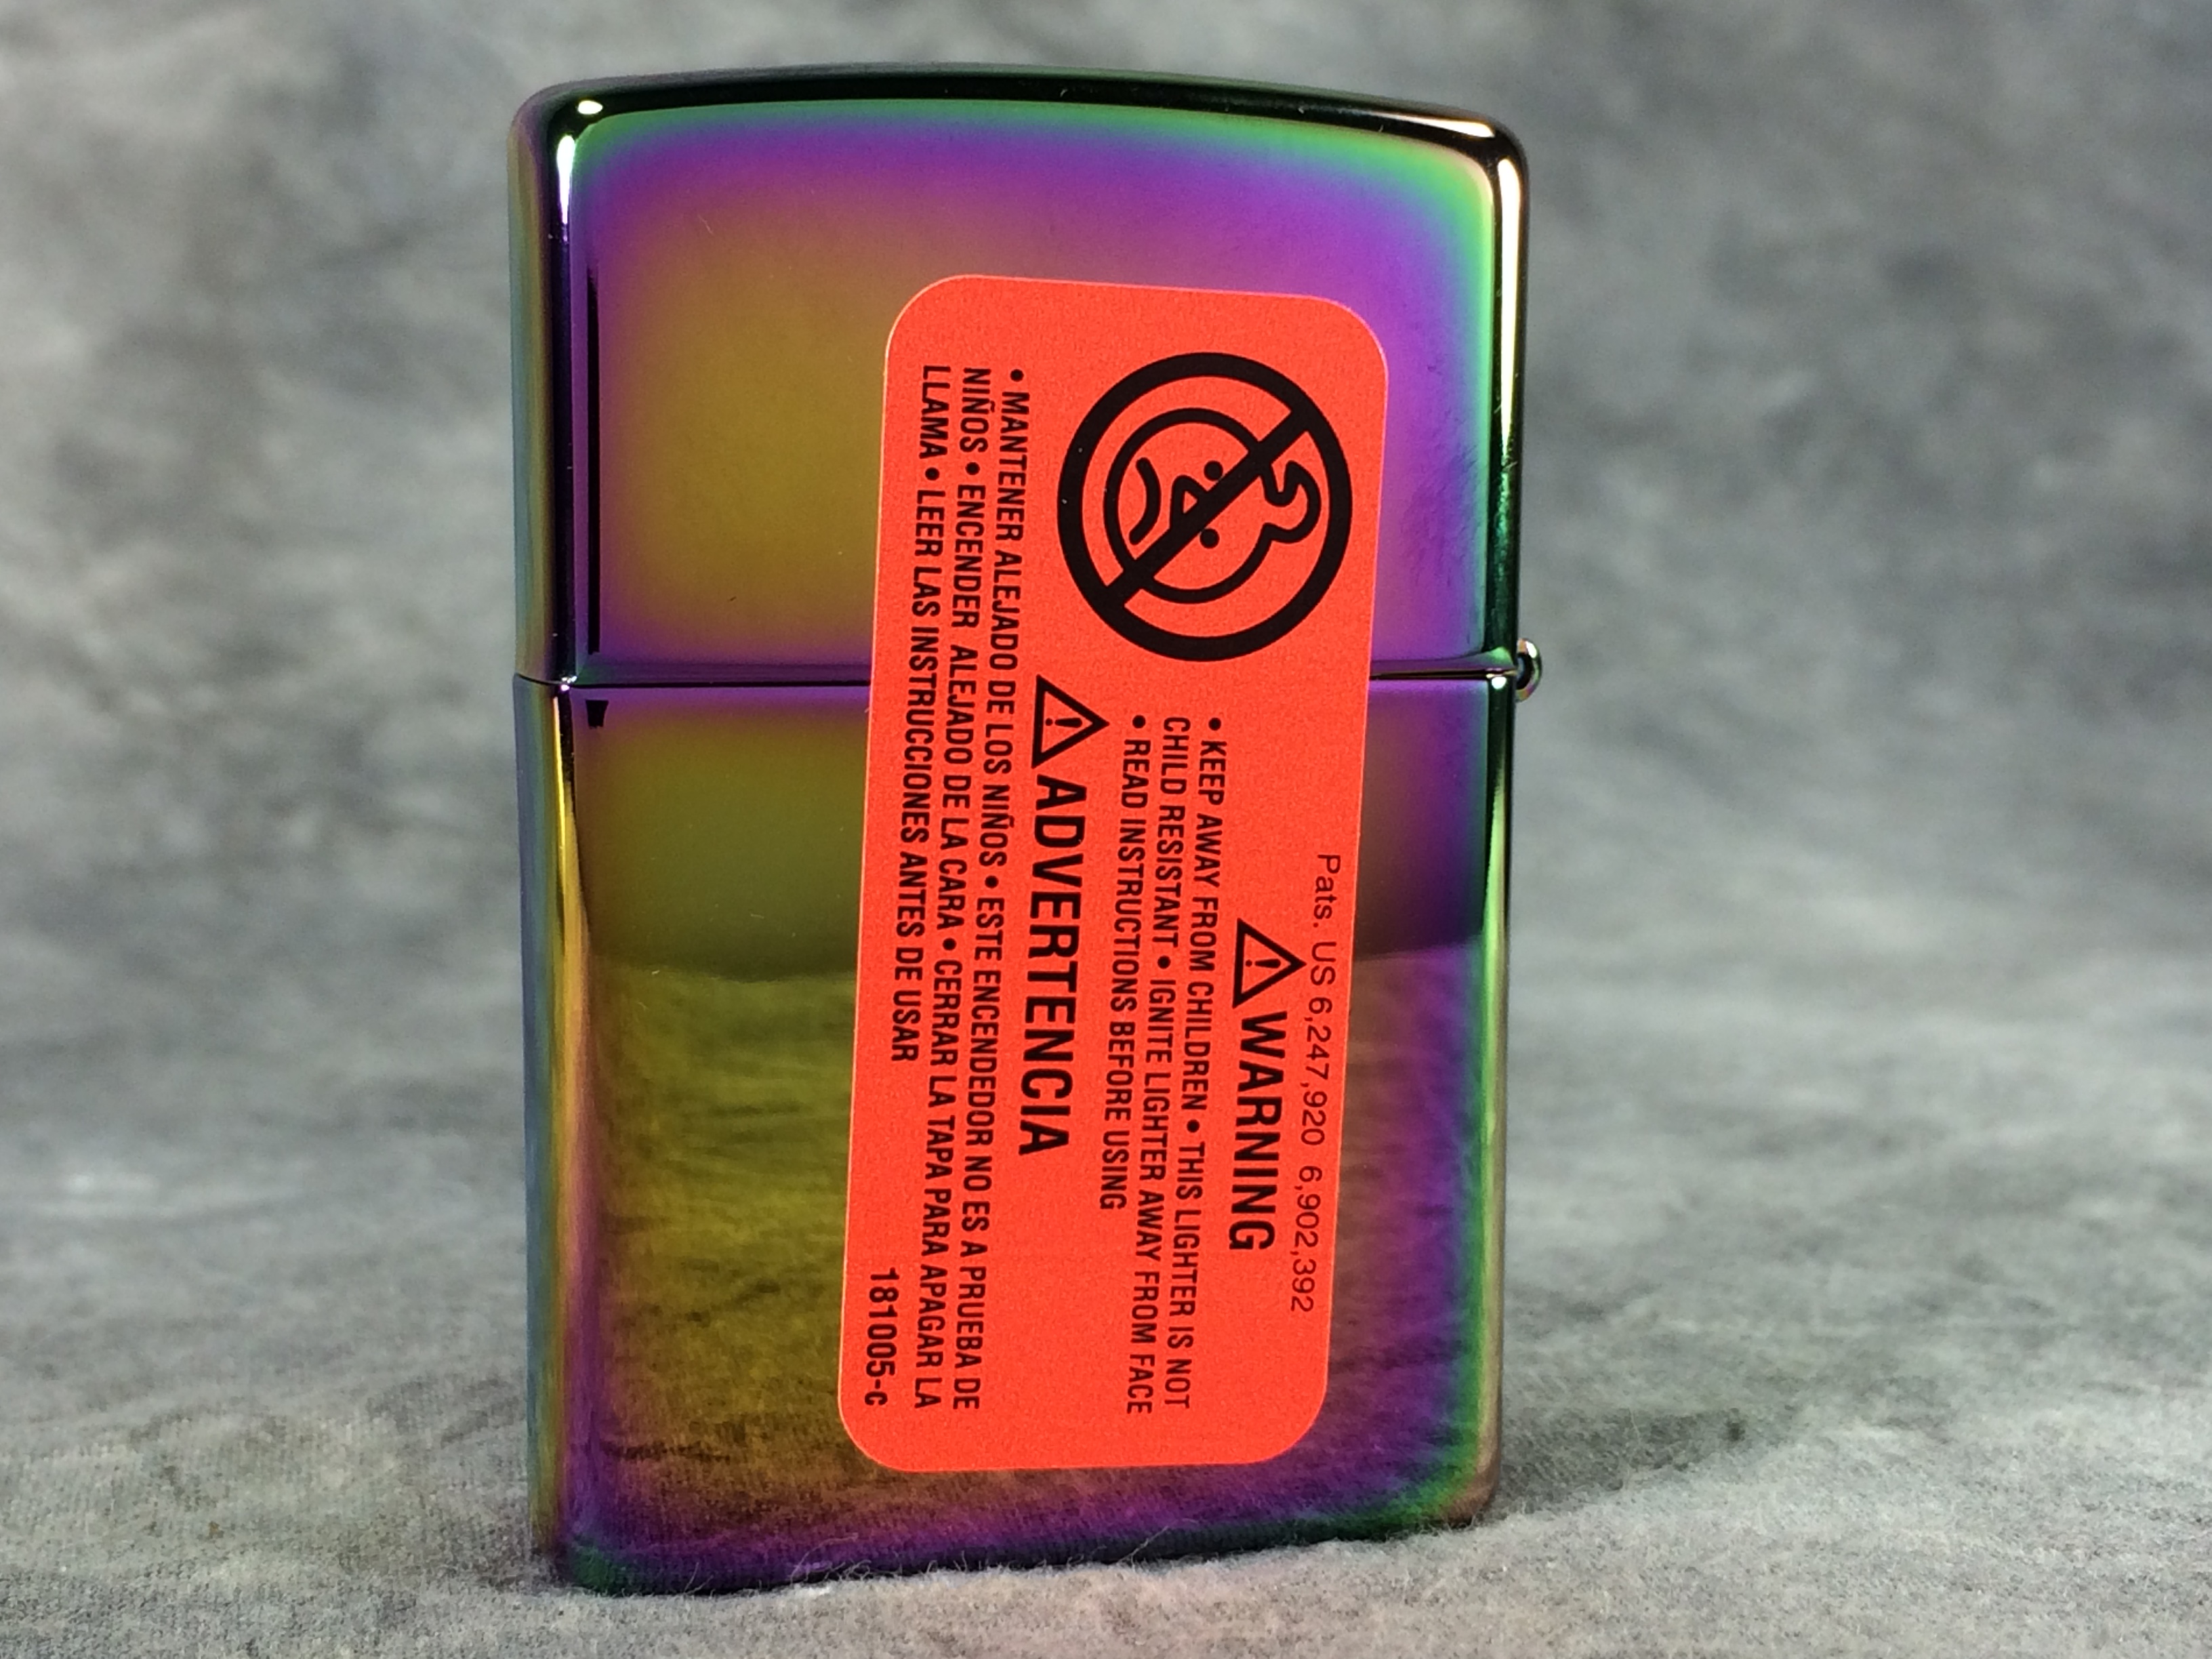 Pats. US 6,247,920 6,902,392
WARNING
• KEEP AWAY FROM CHILDREN • THIS LIGHTER IS NOT
CHILD RESISTANT • IGNITE LIGHTER AWAY FROM FACE
• READ INSTRUCTIONS BEFORE USING
ADVERTENCIA
• MANTENER ALEJADO DE LOS NIÑOS • ESTE ENCENDEDOR NO ES A PRUEBA DE
NIÑOS • ENCENDER ALEJADO DE LA CARA • CERRAR LA TAPA PARA APAGAR LA
LLAMA • LEER LAS INSTRUCCIONES ANTES DE USAR
181005-c